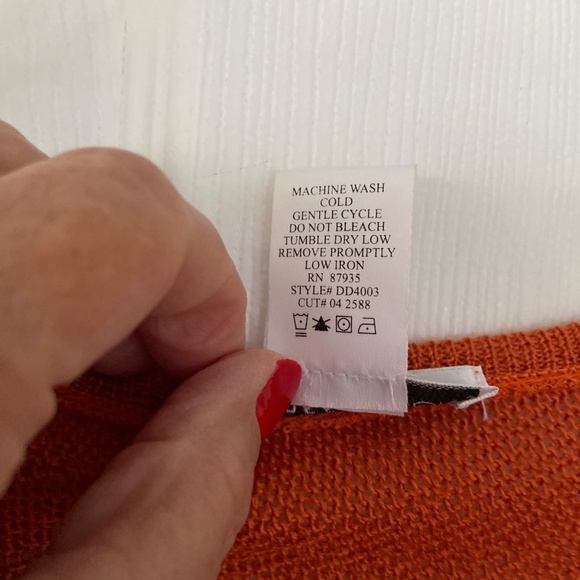 MACHINE WASH
COLD
GENTLE CYCLE
DO NOT BLEACH
TUMBLE DRY LOW
REMOVE PROMPTLY
LOW IRON
RN 87935
STYLE# DD4003
CUT# 04 2588